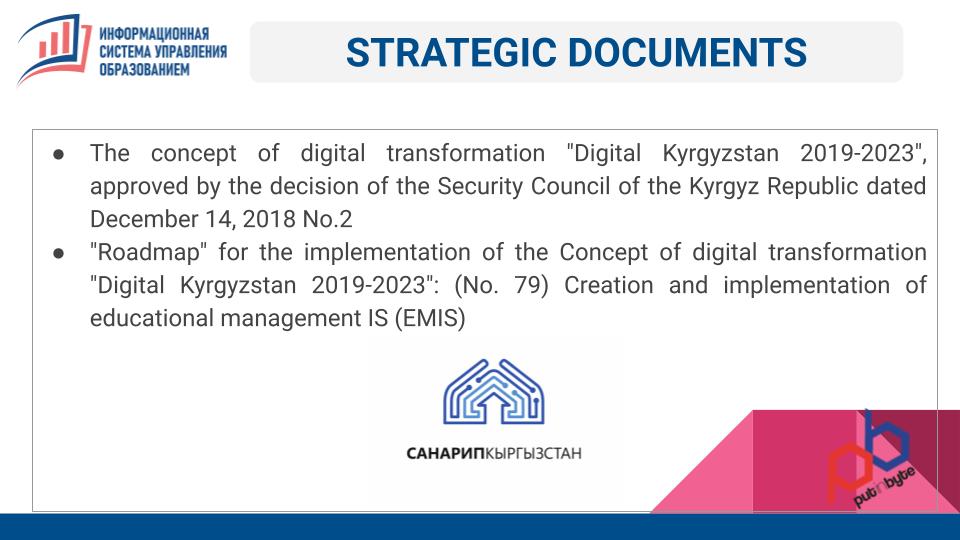 ИНФОРМАЦИОННАЯ
СИСТЕМА УПРАВЛЕНИЯ
ОБРАЗОВАНИЕМ
STRATEGIC DOCUMENTS
● The concept of digital transformation "Digital Kyrgyzstan 2019-2023",
approved by the decision of the Security Council of the Kyrgyz Republic dated
December 14, 2018 No.2
● "Roadmap" for the implementation of the Concept of digital transformation
"Digital Kyrgyzstan 2019-2023": (No. 79) Creation and implementation of
educational management IS (EMIS)
САНАРИПКЫРГЫЗСТАН
putinbyte